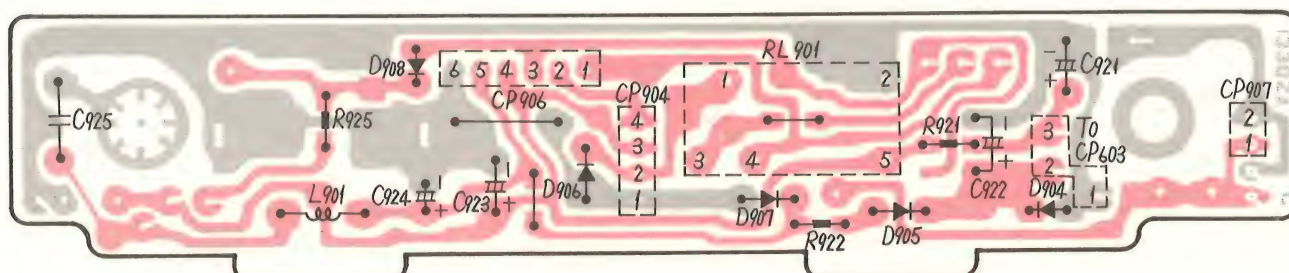 D908
6 5 4 3 2 1
CP906
CP904
4
3
2
1
RL901
1
2
3
4
5
C921
- 
+
CP907
2
1
C925
R925
R921
C922
+
3
2
1
TO
CP603
D904
L901
C924
+
C923
+
D906
D907
R922
D905